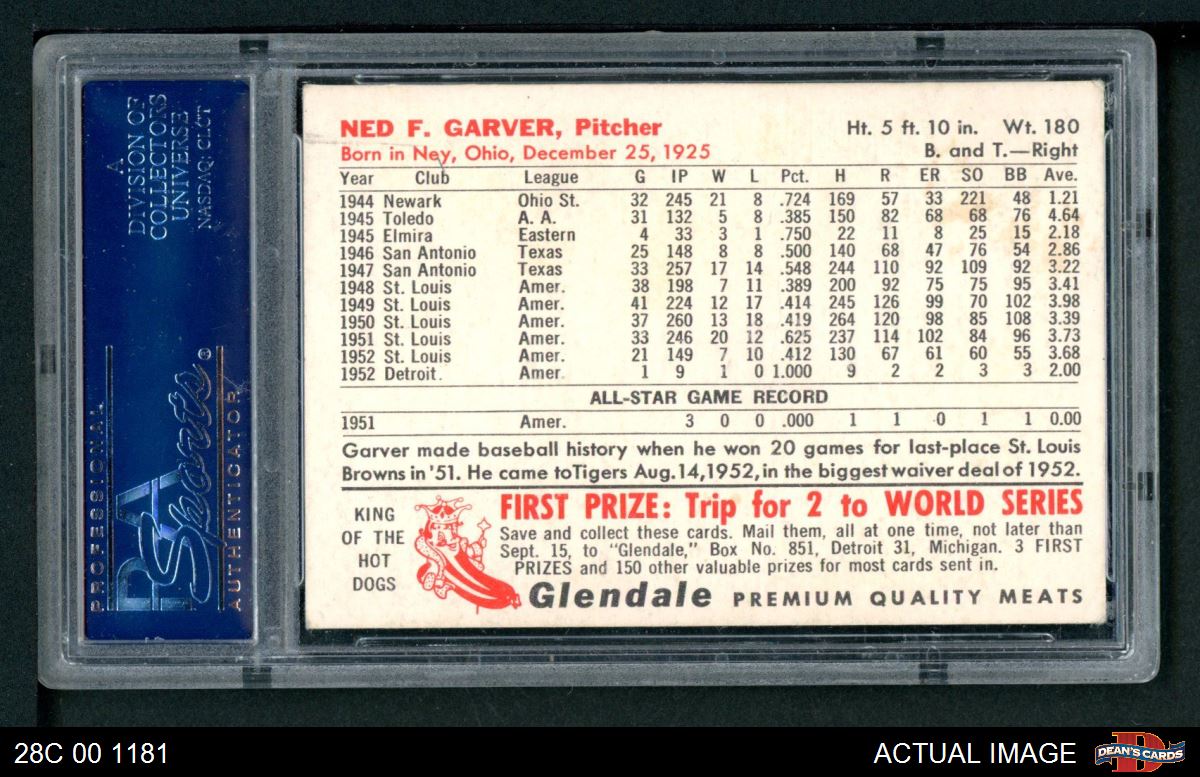 A
DIVISION OF
COLLECTORS
UNIVERSE
NASDAQ: CLCT
PROFESSIONAL
PSA
Sports®
AUTHENTICATOR
NED F. GARVER, Pitcher Ht. 5 ft. 10 in. Wt. 180
Born in Ney, Ohio, December 25, 1925 B. and T.—Right
Year Club League G IP W L Pct. H R ER SO BB Ave.
1944 Newark Ohio St. 32 245 21 8 .724 169 57 33 221 48 1.21
1945 Toledo A. A. 31 132 5 8 .385 150 82 68 68 76 4.64
1945 Elmira Eastern 4 33 3 1 .750 22 11 8 25 15 2.18
1946 San Antonio Texas 25 148 8 8 .500 140 68 47 76 54 2.86
1947 San Antonio Texas 33 257 17 14 .548 244 110 92 109 92 3.22
1948 St. Louis Amer. 38 198 7 11 .389 200 92 75 75 95 3.41
1949 St. Louis Amer. 41 224 12 17 .414 245 126 99 70 102 3.98
1950 St. Louis Amer. 37 260 13 18 .419 264 120 98 85 108 3.39
1951 St. Louis Amer. 33 246 20 12 .625 237 114 102 84 96 3.73
1952 St. Louis Amer. 21 149 7 10 .412 130 67 61 60 55 3.68
1952 Detroit. Amer. 1 9 1 0 1.000 9 2 2 3 3 2.00
ALL-STAR GAME RECORD
1951 Amer. 3 0 0 .000 1 1 0 1 1 0.00
Garver made baseball history when he won 20 games for last-place St. Louis
Browns in '51. He came to Tigers Aug. 14, 1952, in the biggest waiver deal of 1952.
KING
OF THE
HOT
DOGS
FIRST PRIZE: Trip for 2 to WORLD SERIES
Save and collect these cards. Mail them, all at one time, not later than
Sept. 15, to "Glendale," Box No. 851, Detroit 31, Michigan. 3 FIRST
PRIZES and 150 other valuable prizes for most cards sent in.
Glendale PREMIUM QUALITY MEATS
28C 00 1181
ACTUAL IMAGE
DEAN'S CARDS